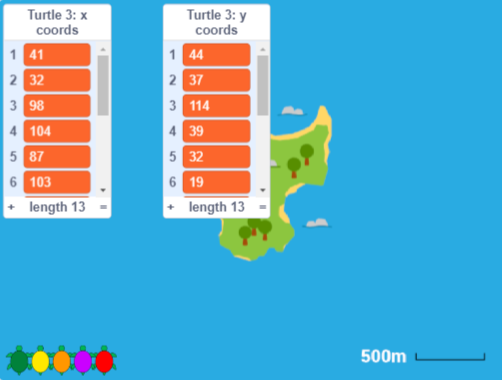 Turtle 3: x
coords
1 41
2 32
3 98
4 104
5 87
6 103
+ length 13 =
Turtle 3: y
coords
1 44
2 37
3 114
4 39
5 32
6 19
+ length 13 =
500m